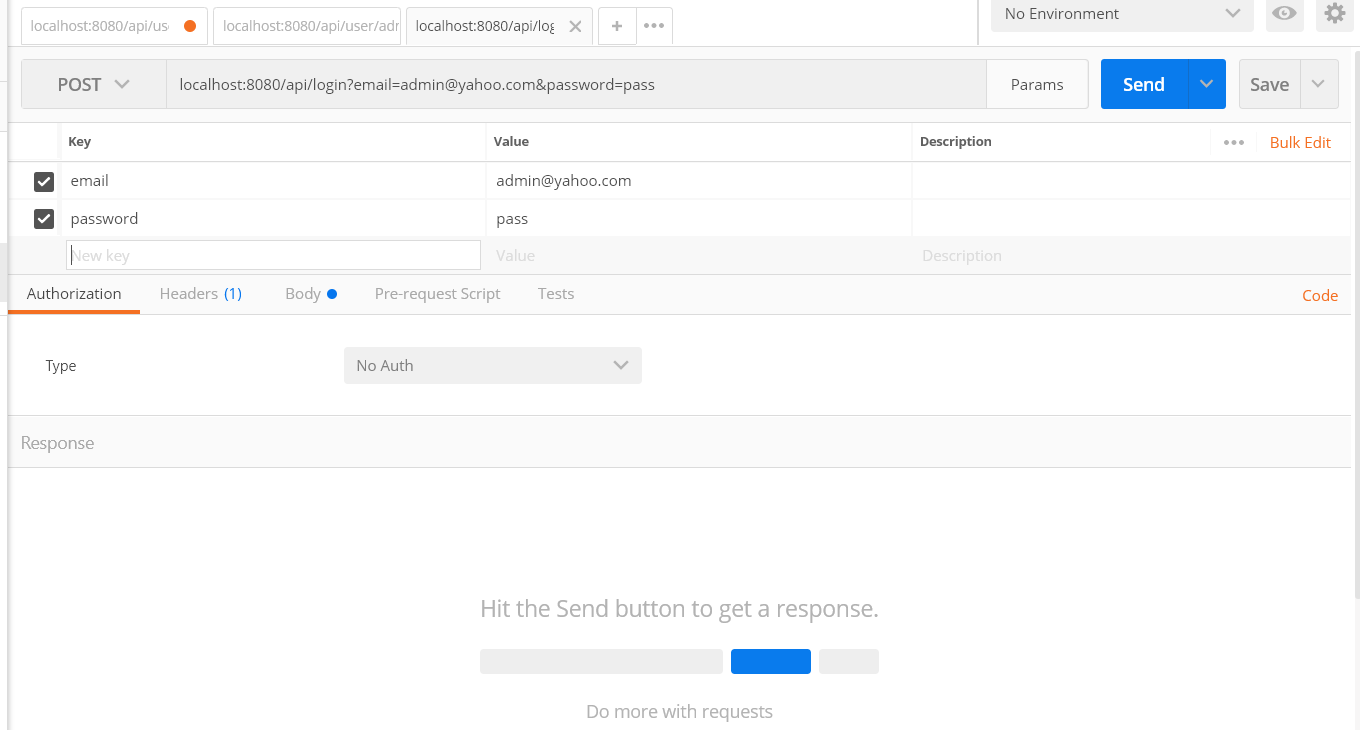 localhost:8080/api/us
localhost:8080/api/user/adr
localhost:8080/api/log
No Environment
POST
localhost:8080/api/login?email=admin@yahoo.com&password=pass
Params
Send
Save
Key Value Description Bulk Edit
email admin@yahoo.com
password pass
New key Value Description
Authorization Headers (1) Body Pre-request Script Tests Code
Type No Auth
Response
Hit the Send button to get a response.
Do more with requests